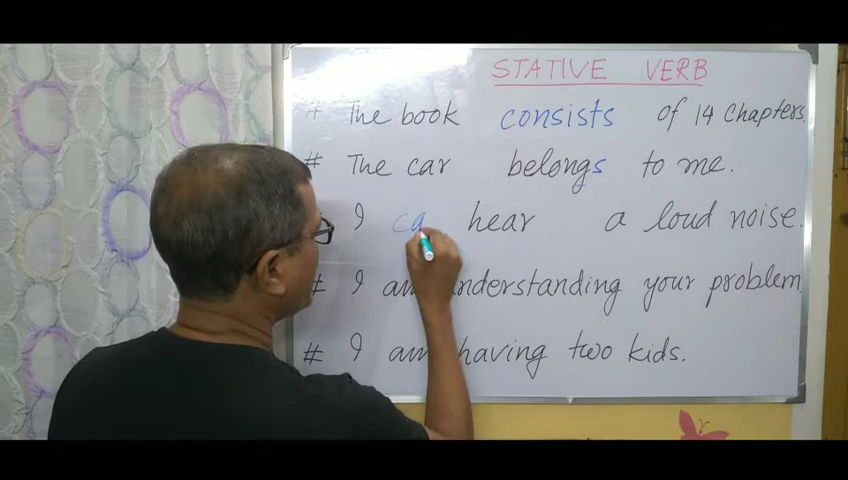 STATIVE VERB
# The book consists of 14 Chapters.
# The car belongs to me.
I ca hear a loud noise.
# I am understanding your problem
# I am having two kids.